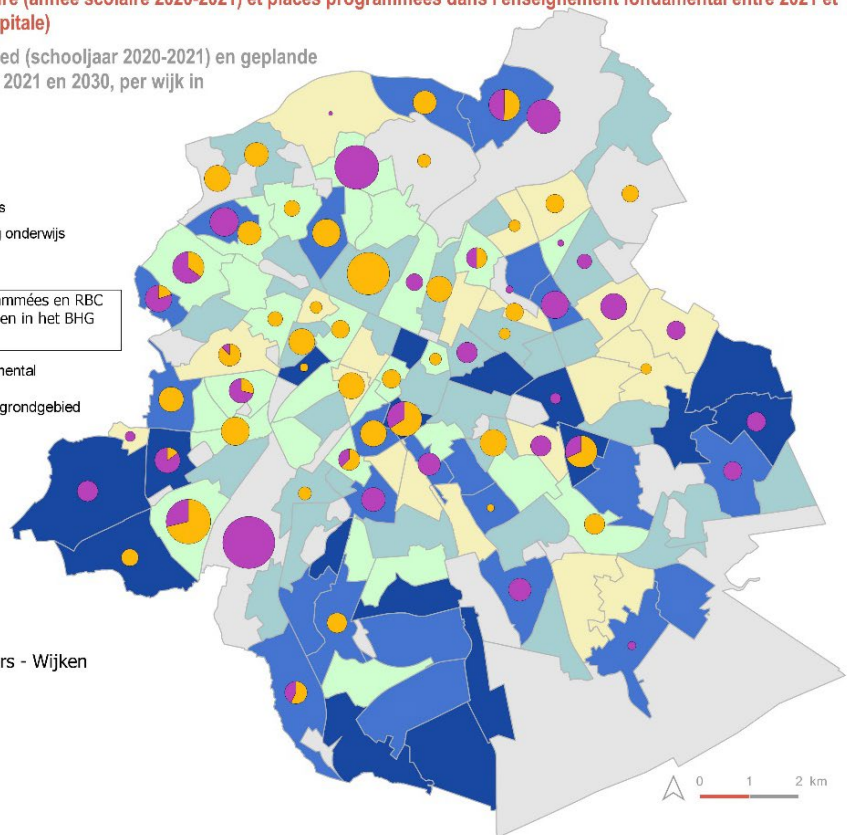 re (année scolaire 2020-2021) et places programmées dans l'enseignement fondamental entre 2021 et
pitale)
ed (schooljaar 2020-2021) en geplande
2021 en 2030, per wijk in
s
g onderwijs
ammées en RBC
en in het BHG
mental
grondgebied
rs - Wijken
0 1 2 km